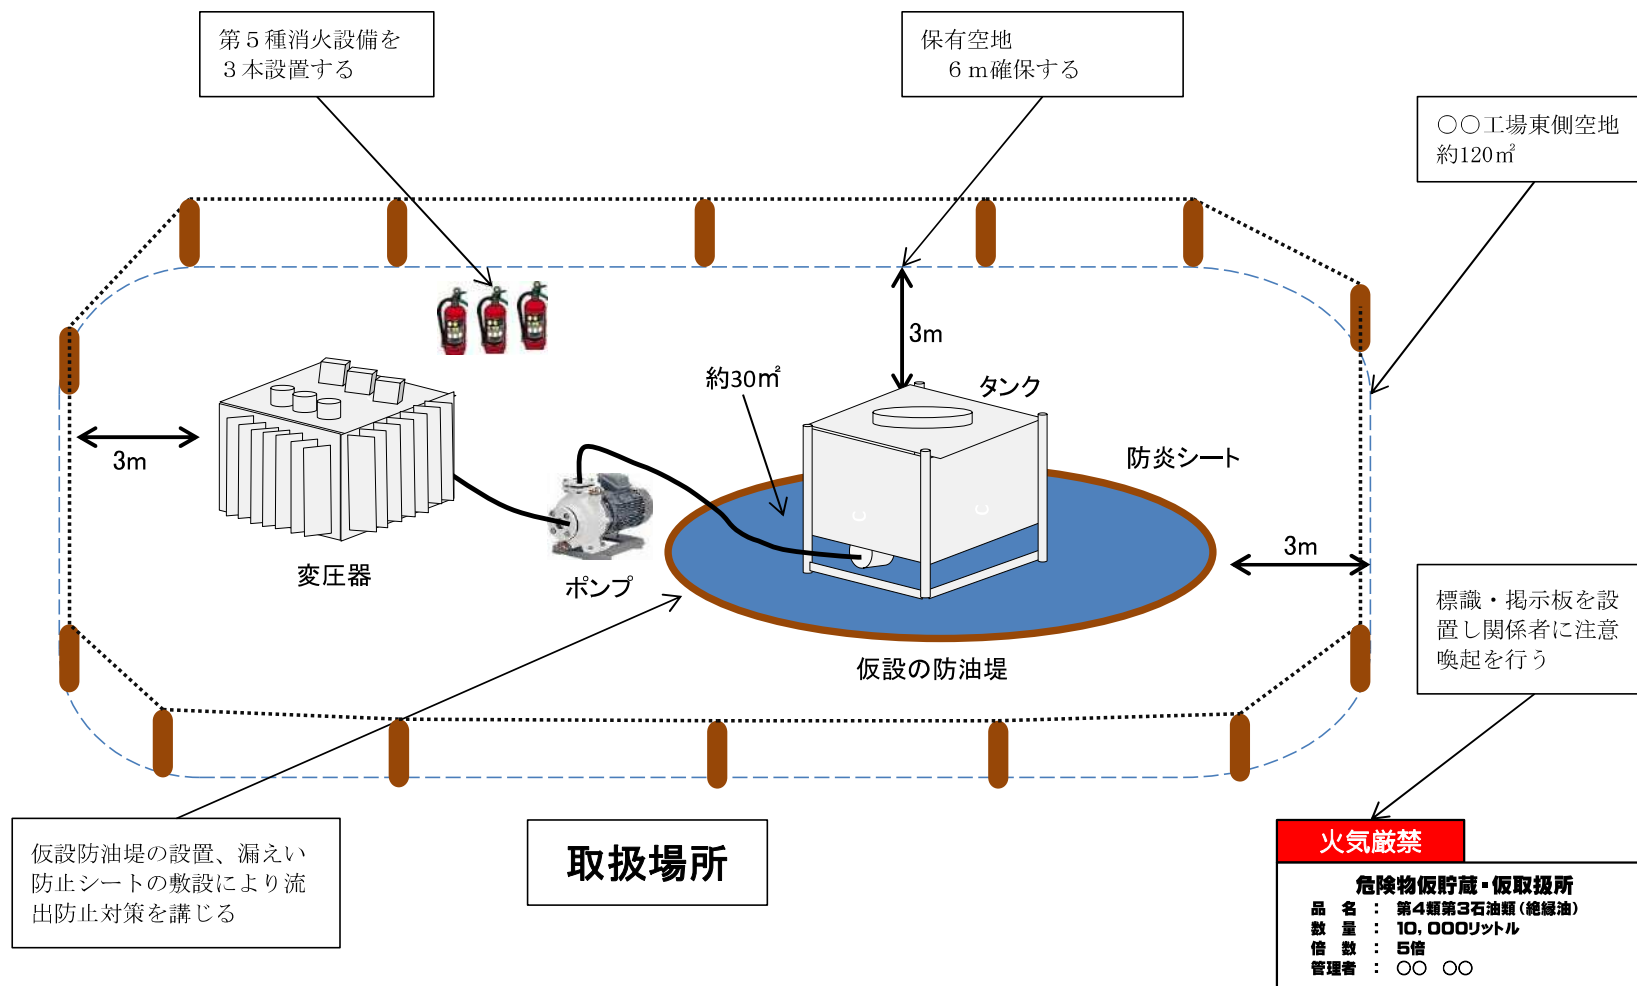 第５種消火設備を
３本設置する
保有空地
６ｍ確保する
○○工場東側空地
約120㎡
3m
約30㎡
タンク
防炎シート
3m
3m
変圧器
ポンプ
仮設の防油堤
標識・掲示板を設
置し関係者に注意
喚起を行う
仮設防油堤の設置、漏えい
防止シートの敷設により流
出防止対策を講じる
取扱場所
火気厳禁
危険物仮貯蔵・仮取扱所
品　名　：　第4類第3石油類（絶縁油）
数　量　：　10，000リットル
倍　数　：　5倍
管理者　：　○○　○○